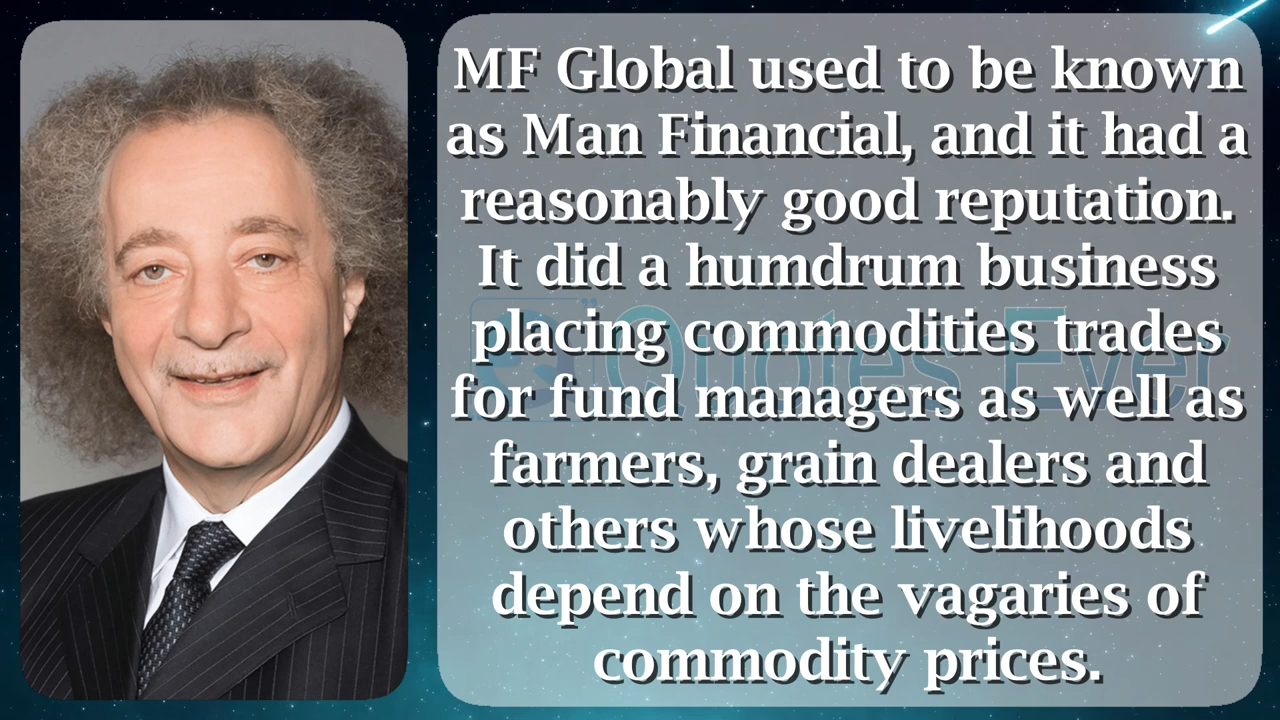 MF Global used to be known
as Man Financial, and it had a
reasonably good reputation.
It did a humdrum business
placing commodities trades
for fund managers as well as
farmers, grain dealers and
others whose livelihoods
depend on the vagaries of
commodity prices.
Quotes Ever